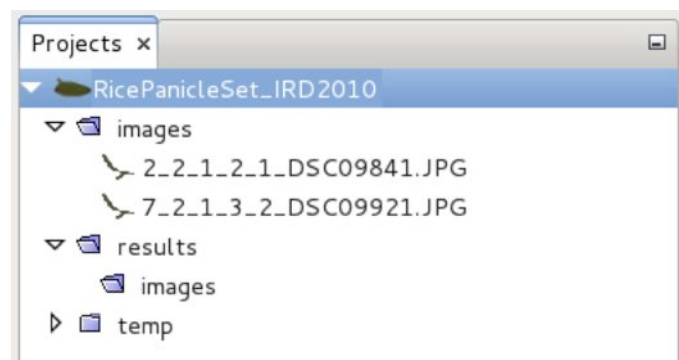 Projects ×
RicePanicleSet_IRD2010
images
2_2_1_2_1_DSC09841.JPG
7_2_1_3_2_DSC09921.JPG
results
images
temp